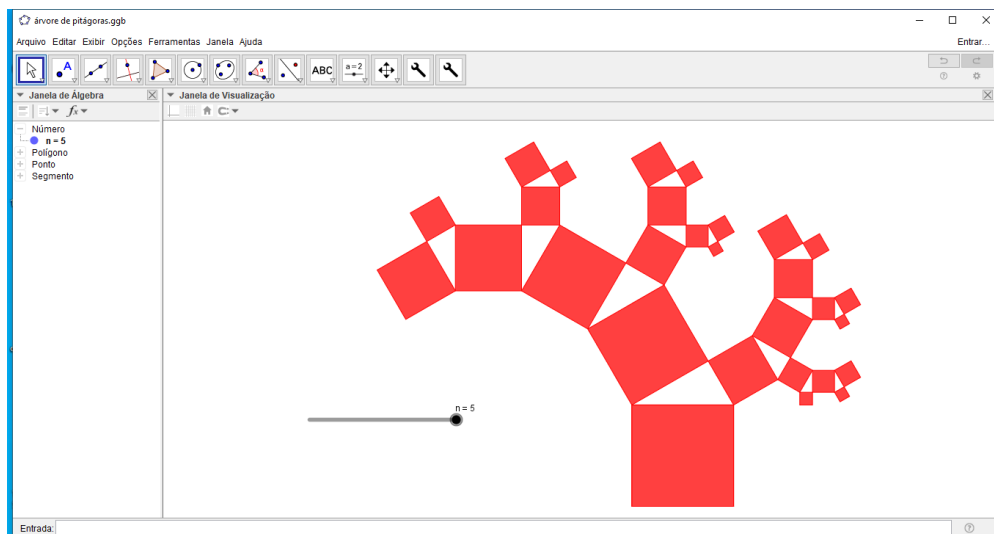 árvore de pitágoras.ggb
Arquivo Editar Exibir Opções Ferramentas Janela Ajuda
Entrar...
A
ABC
a=2
Janela de Álgebra
Janela de Visualização
fx
Número
n = 5
Polígono
Ponto
Segmento
n = 5
Entrada: